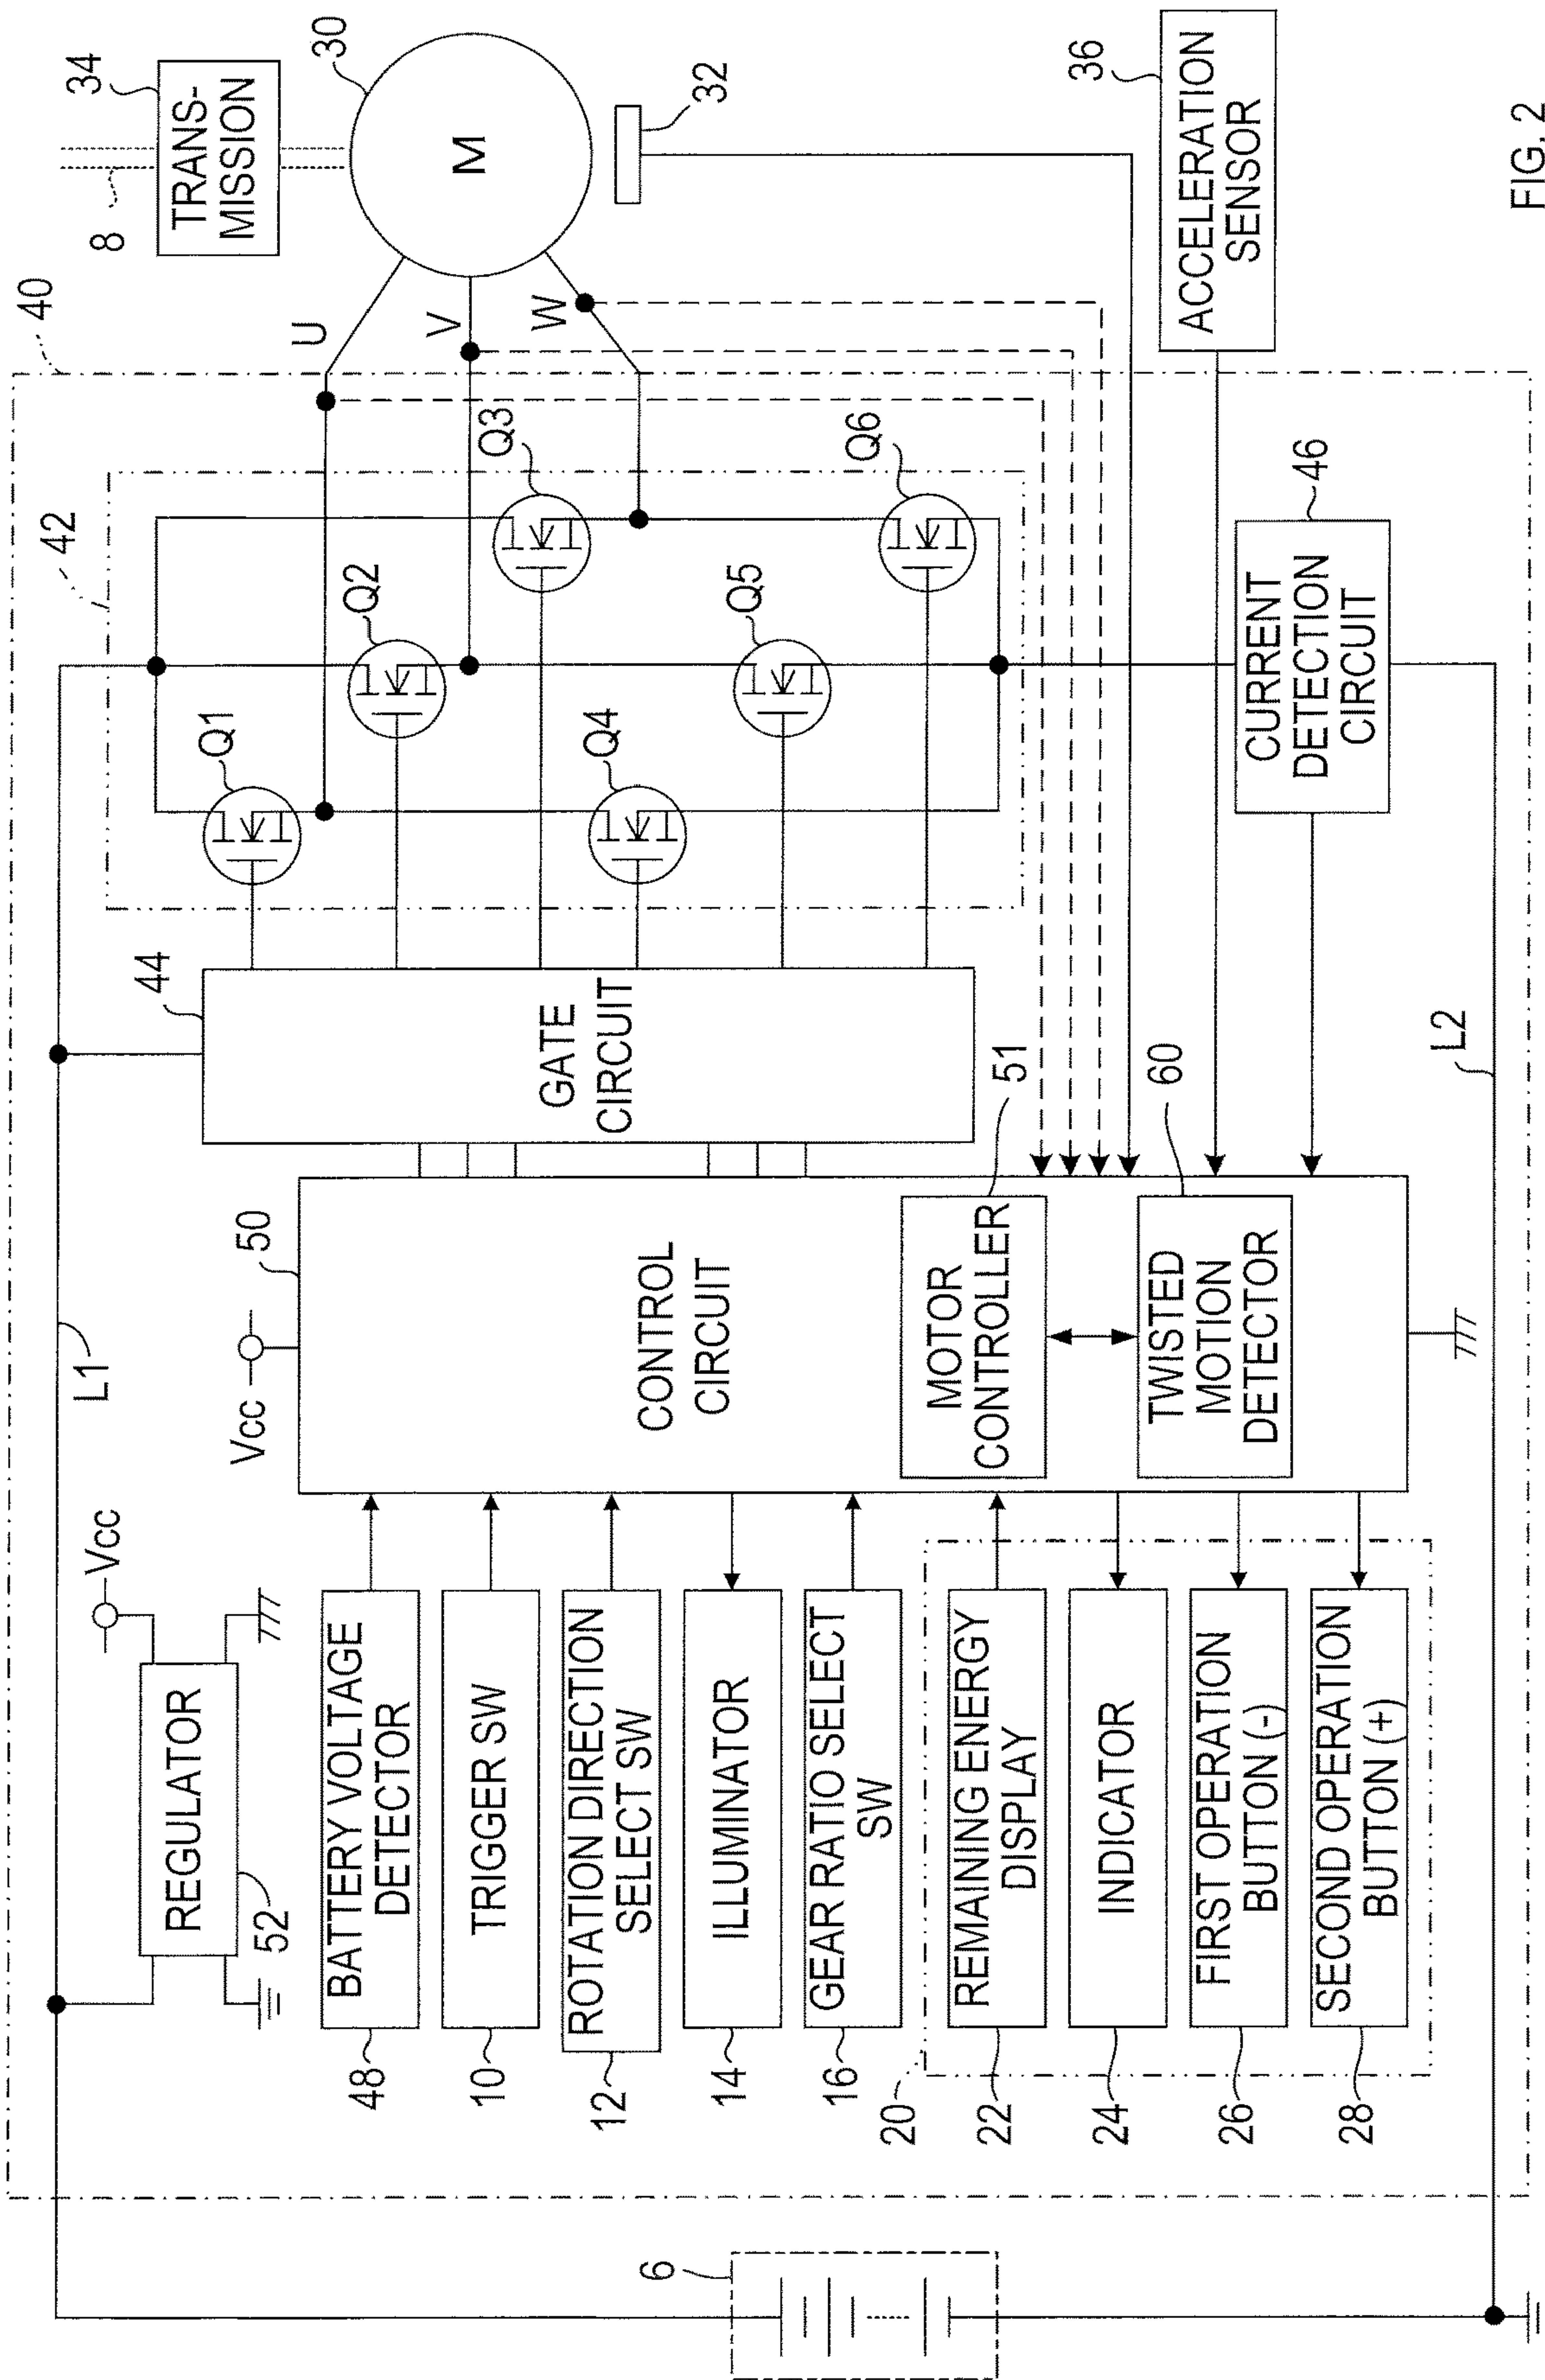 40
42
44
50
L1
Vcc
Vcc
REGULATOR
52
8
34
TRANS-
MISSION
30
M
32
U
V
W
Q1
Q2
Q3
Q4
Q5
Q6
GATE
CIRCUIT
CONTROL
CIRCUIT
MOTOR
CONTROLLER
51
TWISTED
MOTION
DETECTOR
60
48
BATTERY VOLTAGE
DETECTOR
10
TRIGGER SW
12
ROTATION DIRECTION
SELECT SW
14
ILLUMINATOR
16
GEAR RATIO SELECT
SW
20
22
REMAINING ENERGY
DISPLAY
24
INDICATOR
26
FIRST OPERATION
BUTTON (-)
28
SECOND OPERATION
BUTTON (+)
6
36
ACCELERATION
SENSOR
46
CURRENT
DETECTION
CIRCUIT
L2
FIG. 2